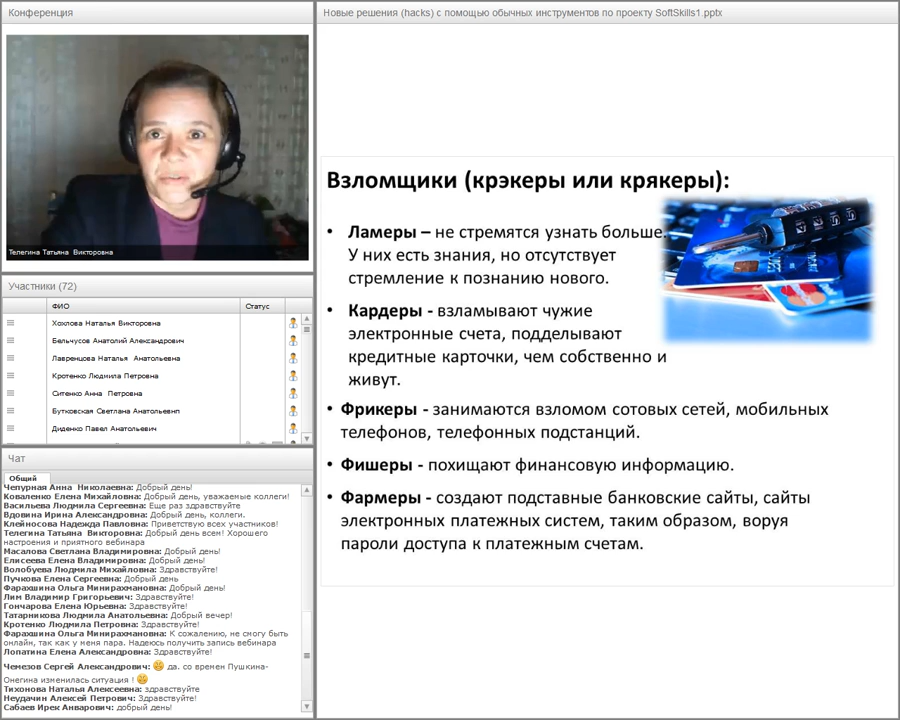 Конференция
Телегина Татьяна Викторовна
Участники (72)
ФИО
Статус
Хохлова Наталья Викторовна
Бельчусов Анатолий Александрович
Лавренцова Наталья Анатольевна
Кротенко Людмила Петровна
Ситенко Анна Петровна
Бутковская Светлана Анатольевнп
Диденко Павел Анатольевич
Чат
Общий
Чепурная Анна Николаевна: Добрый день!
Коваленко Елена Михайловна: Добрый день, уважаемые коллеги!
Васильева Людмила Сергеевна: Еще раз здравствуйте
Вдовина Ирина Александровна: Добрый день, коллеги.
Клейносова Надежда Павловна: Приветствую всех участников!
Телегина Татьяна Викторовна: Добрый день всем! Хорошего
настроения и приятного вебинара
Масалова Светлана Владимировна: Добрый день!
Елисеева Елена Владимировна: Добрый день!
Волобуева Людмила Михайловна: Здравствуйте!
Пучкова Елена Сергеевна: Добрый день
Фарахшина Ольга Минирахмановна: Добрый день!
Лим Владимир Григорьевич: Здравствуйте!
Гончарова Елена Юрьевна: Здравствуйте!
Татарникова Людмила Анатольевна: Добрый вечер!
Кротенко Людмила Петровна: Здравствуйте!
Фарахшина Ольга Минирахмановна: К сожалению, не смогу быть
онлайн, так как у меня пара. Надеюсь получить запись вебинара
Лопатина Елена Александровна: Здравствуйте!
Чемезов Сергей Александрович: да. со времен Пушкина-
Онегина изменилась ситуация !
Тихонова Наталья Алексеевна: здравствуйте
Неудачин Алексей Петрович: Здравствуйте!
Сабаев Ирек Анварович: добрый день!
Новые решения (hacks) с помощью обычных инструментов по проекту SoftSkills1.pptx
Взломщики (крэкеры или крякеры):
• Ламеры – не стремятся узнать больше.
У них есть знания, но отсутствует
стремление к познанию нового.
• Кардеры - взламывают чужие
электронные счета, подделывают
кредитные карточки, чем собственно и
живут.
• Фрикеры - занимаются взломом сотовых сетей, мобильных
телефонов, телефонных подстанций.
• Фишеры - похищают финансовую информацию.
• Фармеры - создают подставные банковские сайты, сайты
электронных платежных систем, таким образом, воруя
пароли доступа к платежным счетам.